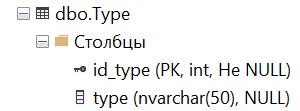 dbo.Type
Столбцы
id_type (PK, int, Не NULL)
type (nvarchar(50), NULL)